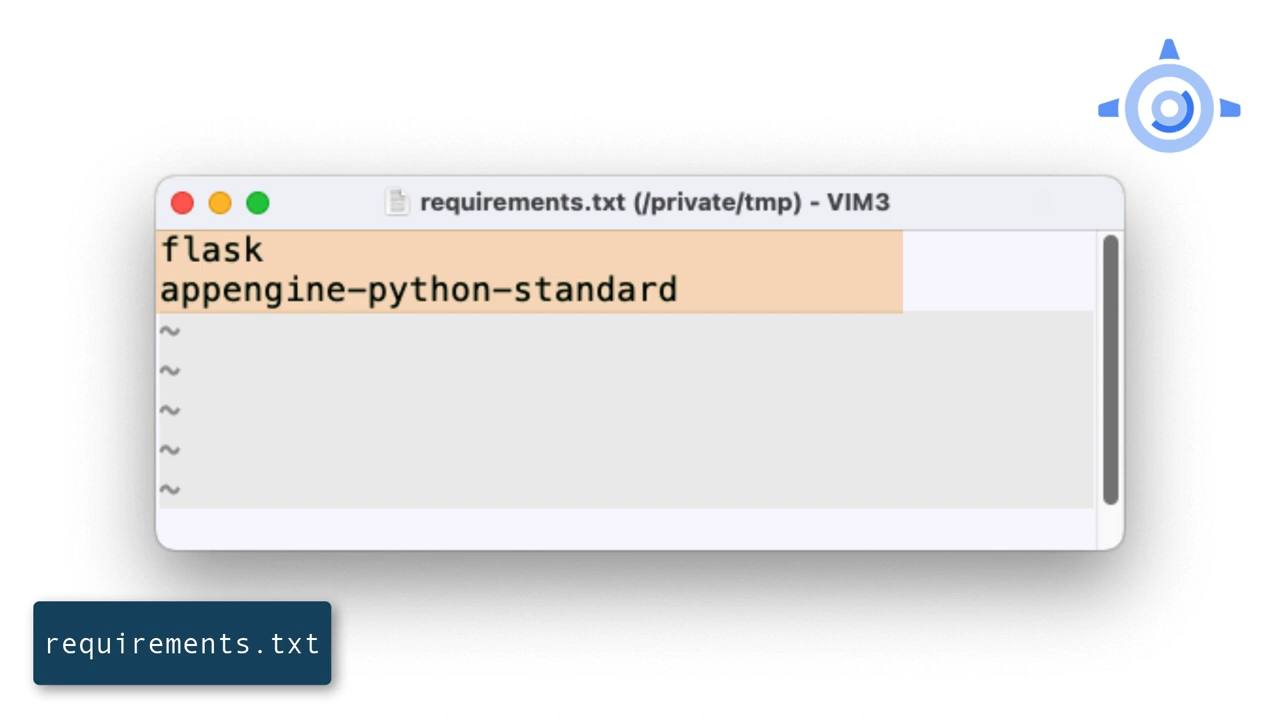 requirements.txt (/private/tmp) - VIM3
flask
appengine-python-standard
~
~
~
~
~
requirements.txt